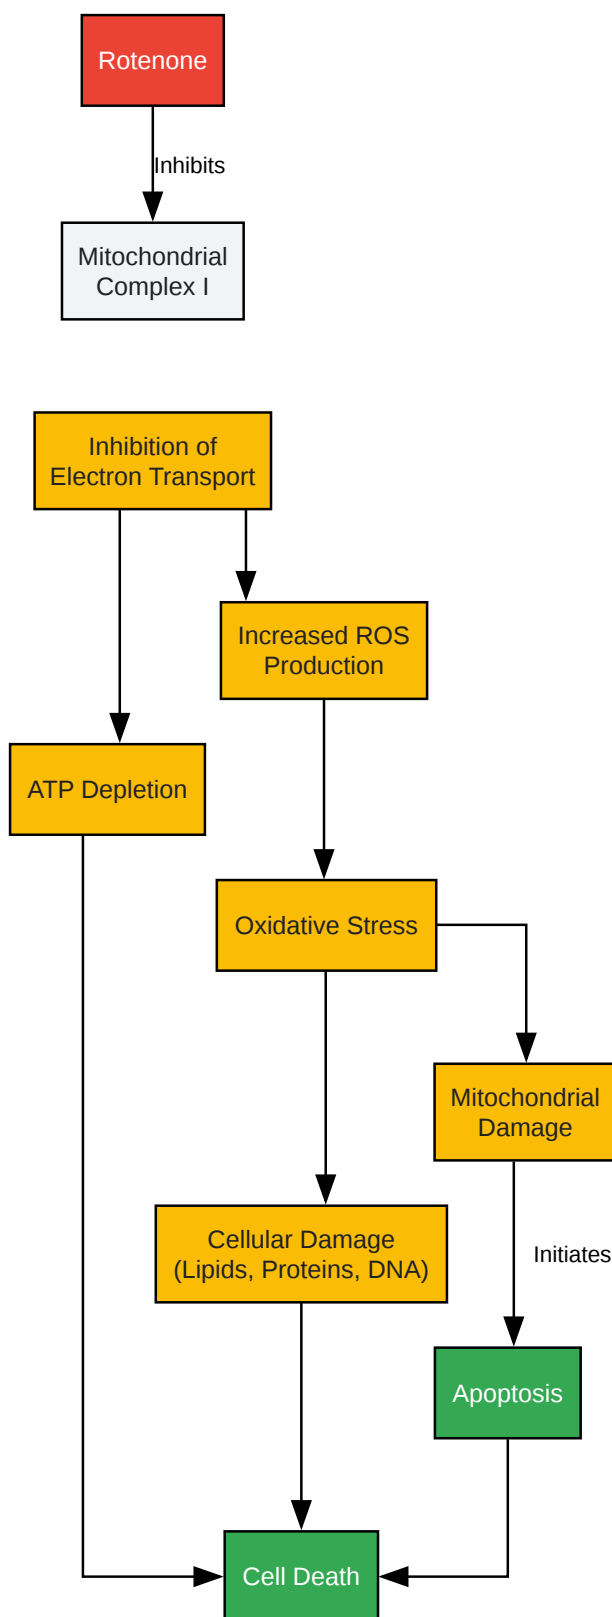 Rotenone
Inhibits
Mitochondrial
Complex I
Inhibition of
Electron Transport
Increased ROS
Production
ATP Depletion
Oxidative Stress
Mitochondrial
Damage
Cellular Damage
(Lipids, Proteins, DNA)
Initiates
Apoptosis
Cell Death